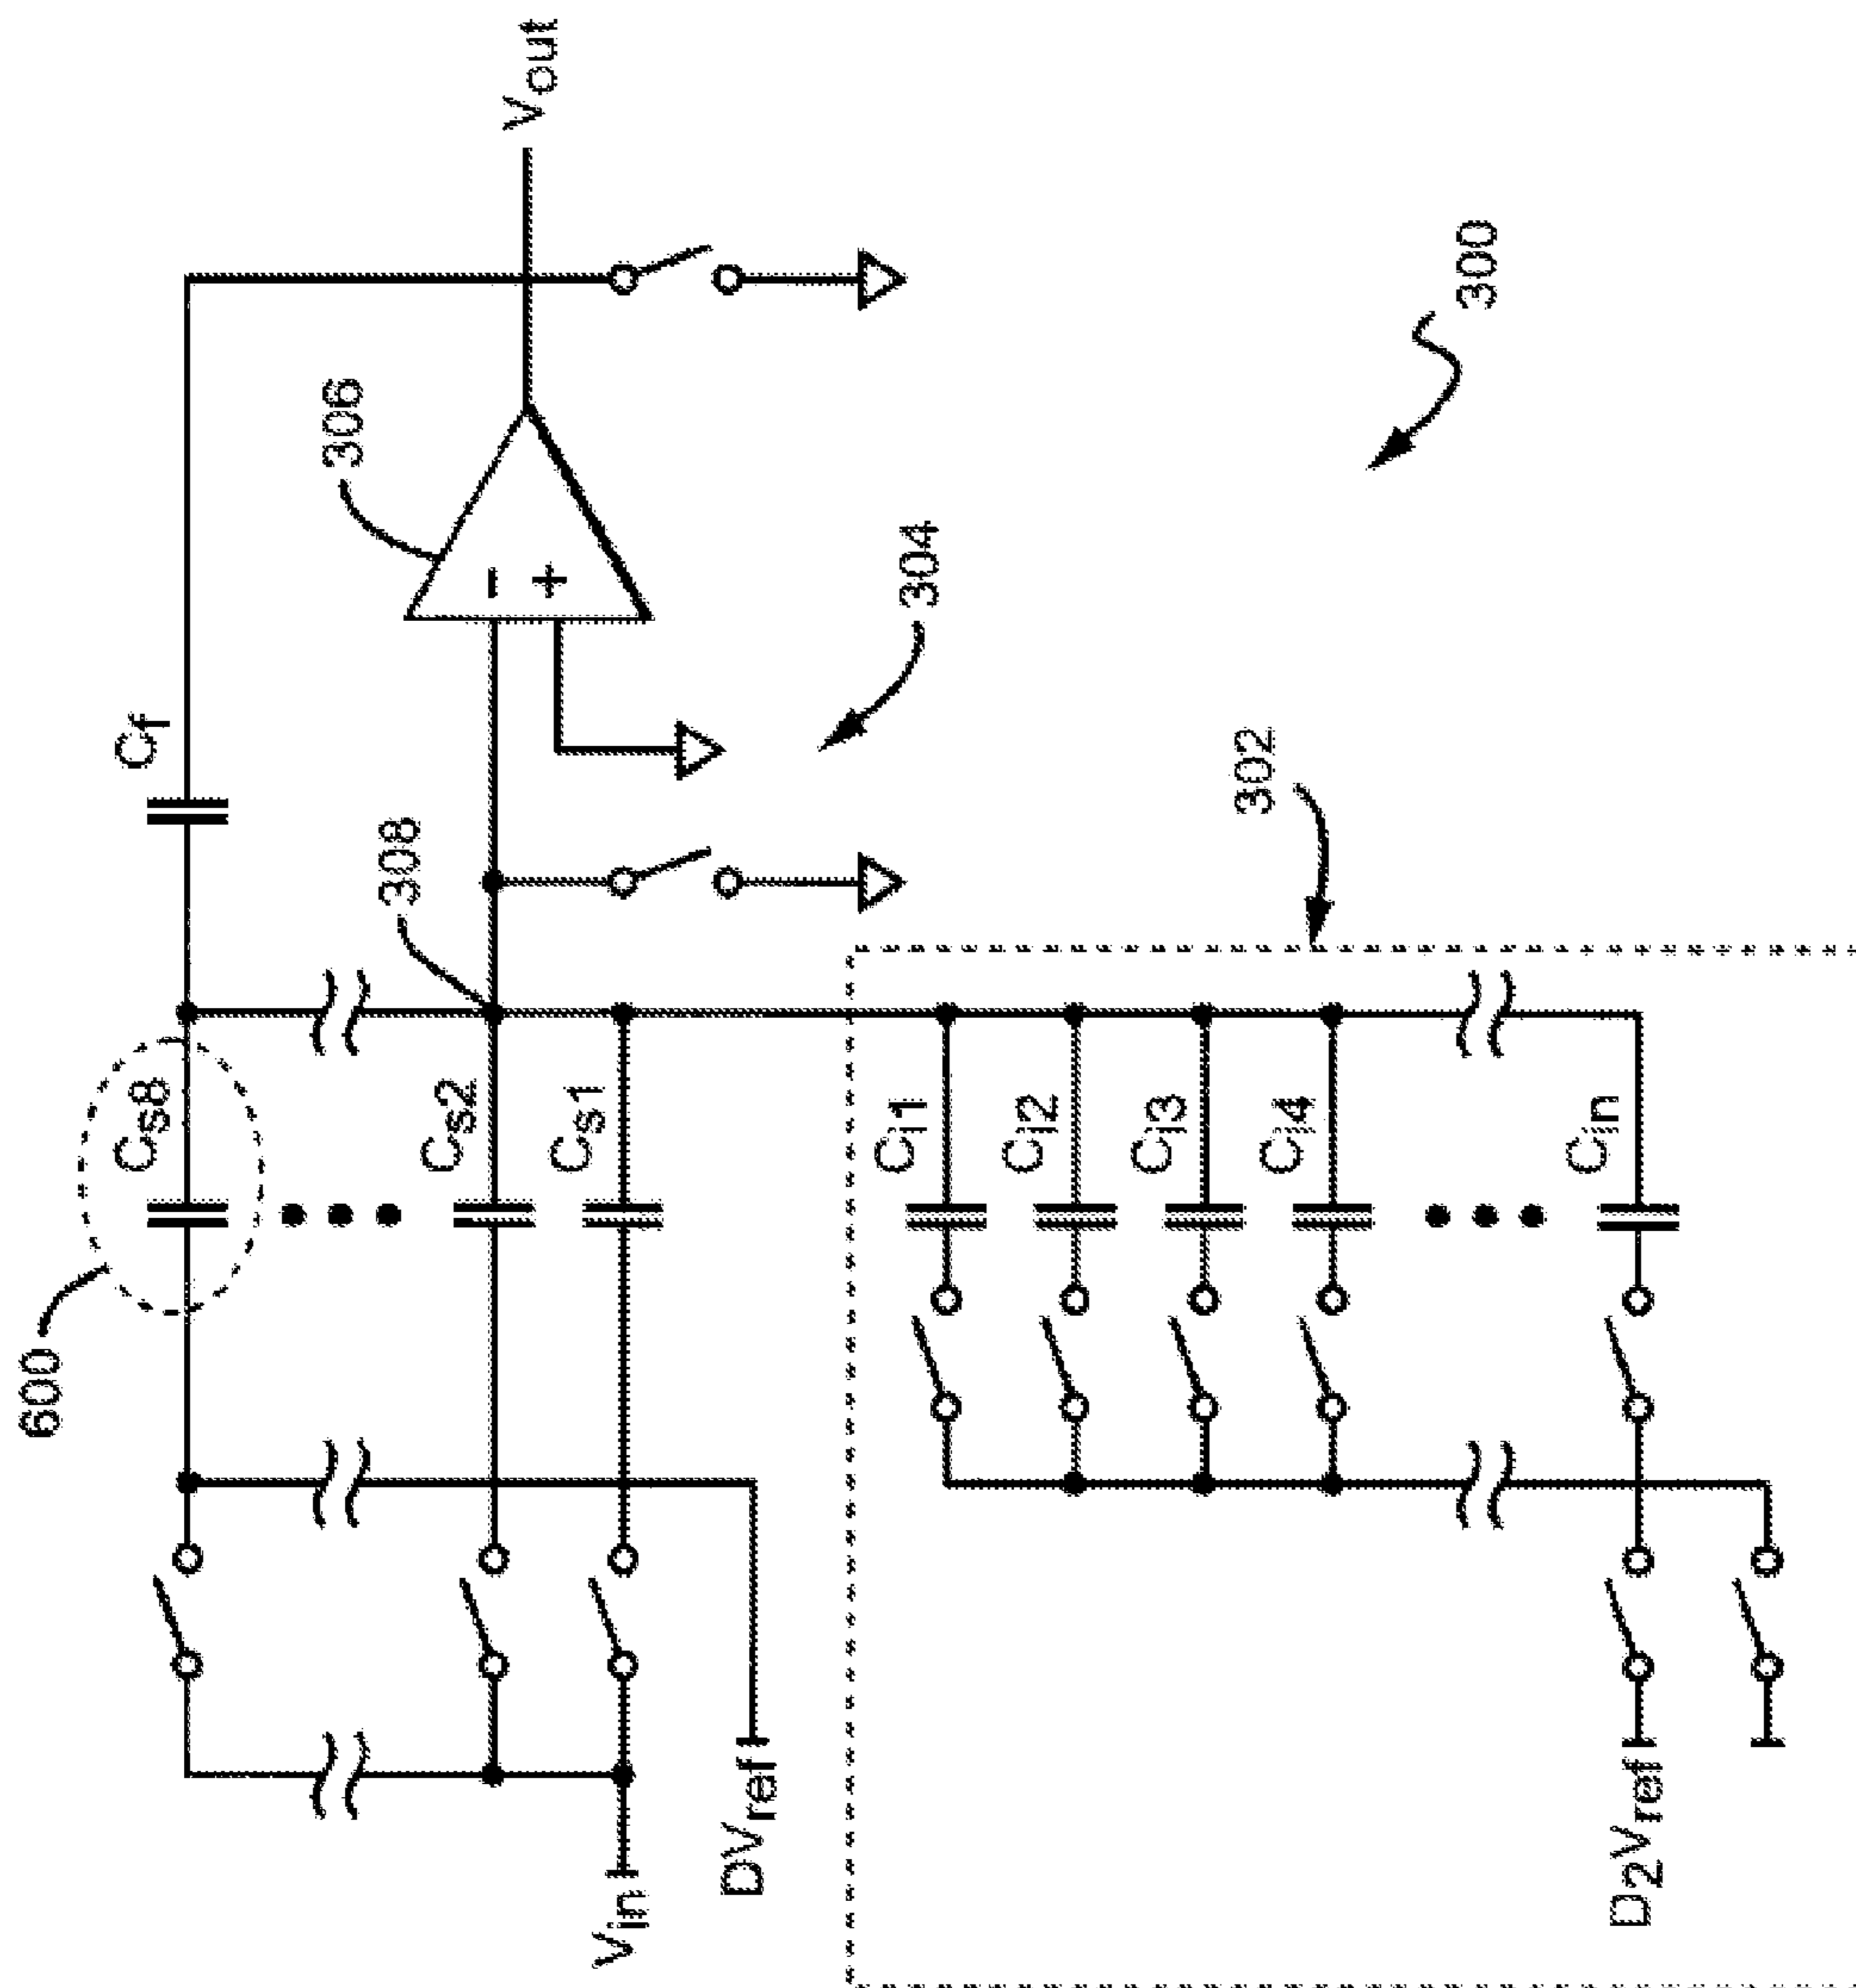 600
Cs8
Cf
306
Vout
308
Cs2
-
+
Cs1
304
Vin
DVref
302
300
Ci1
Ci2
Ci3
Ci4
Cin
D2Vref